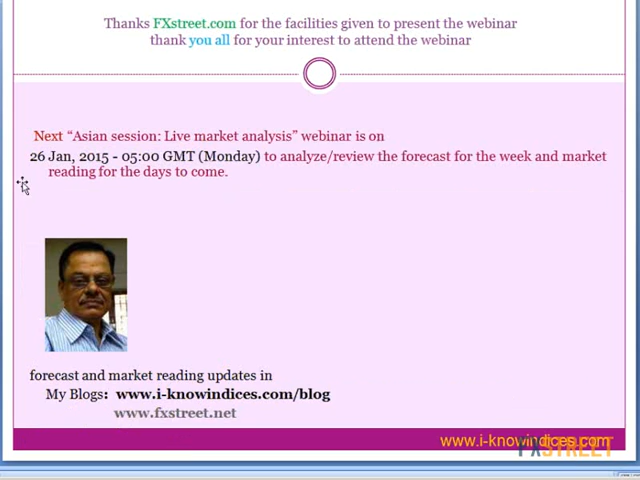 Thanks FXstreet.com for the facilities given to present the webinar
thank you all for your interest to attend the webinar
Next “Asian session: Live market analysis” webinar is on
26 Jan, 2015 - 05:00 GMT (Monday) to analyze/review the forecast for the week and market
reading for the days to come.
forecast and market reading updates in
My Blogs: www.i-knowindices.com/blog
www.fxstreet.net
www.i-knowindices.com
FXSTREET